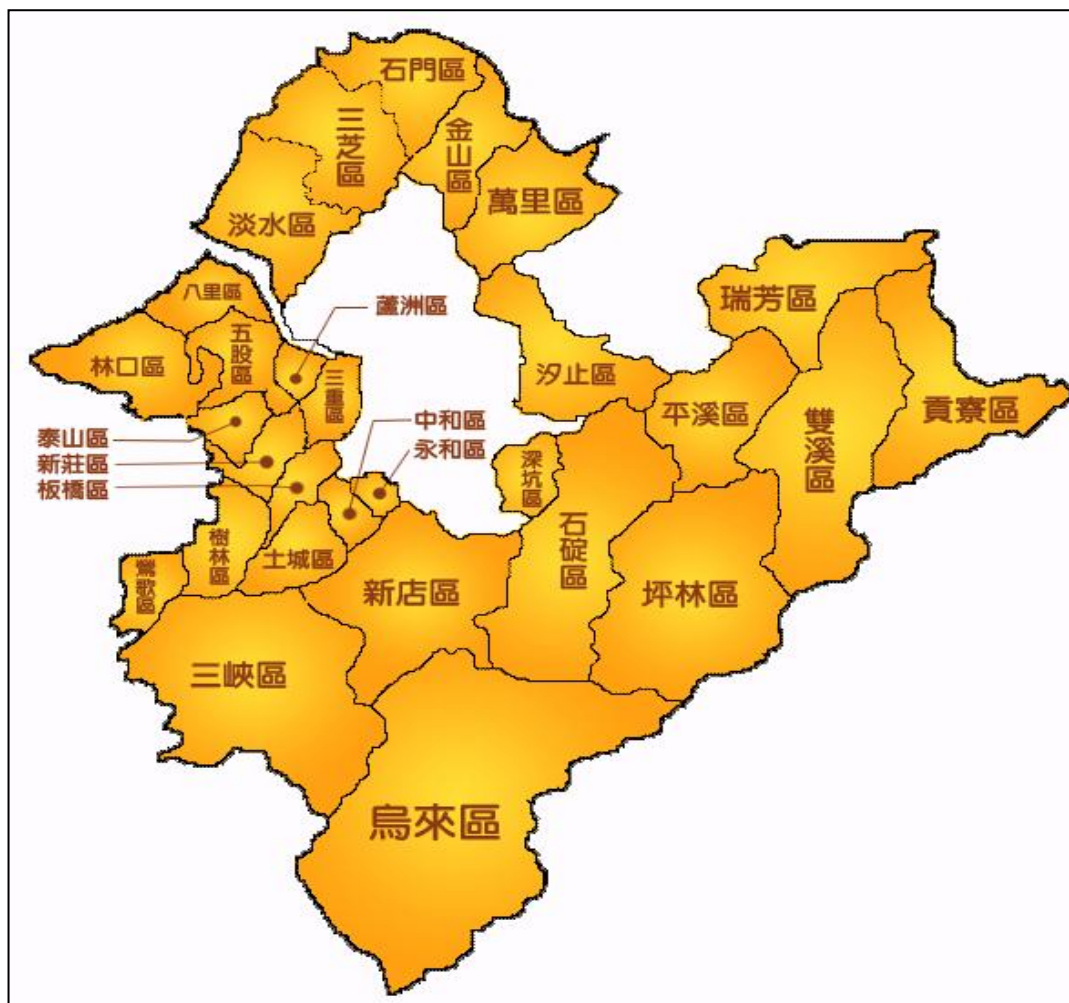 石門區
三芝區
金山區
萬里區
淡水區
八里區
蘆洲區
瑞芳區
林口區
五股區
三重區
汐止區
平溪區
雙溪區
貢寮區
泰山區
新莊區
板橋區
中和區
永和區
深坑區
石碇區
樹林區
土城區
鶯歌區
新店區
坪林區
三峽區
烏來區